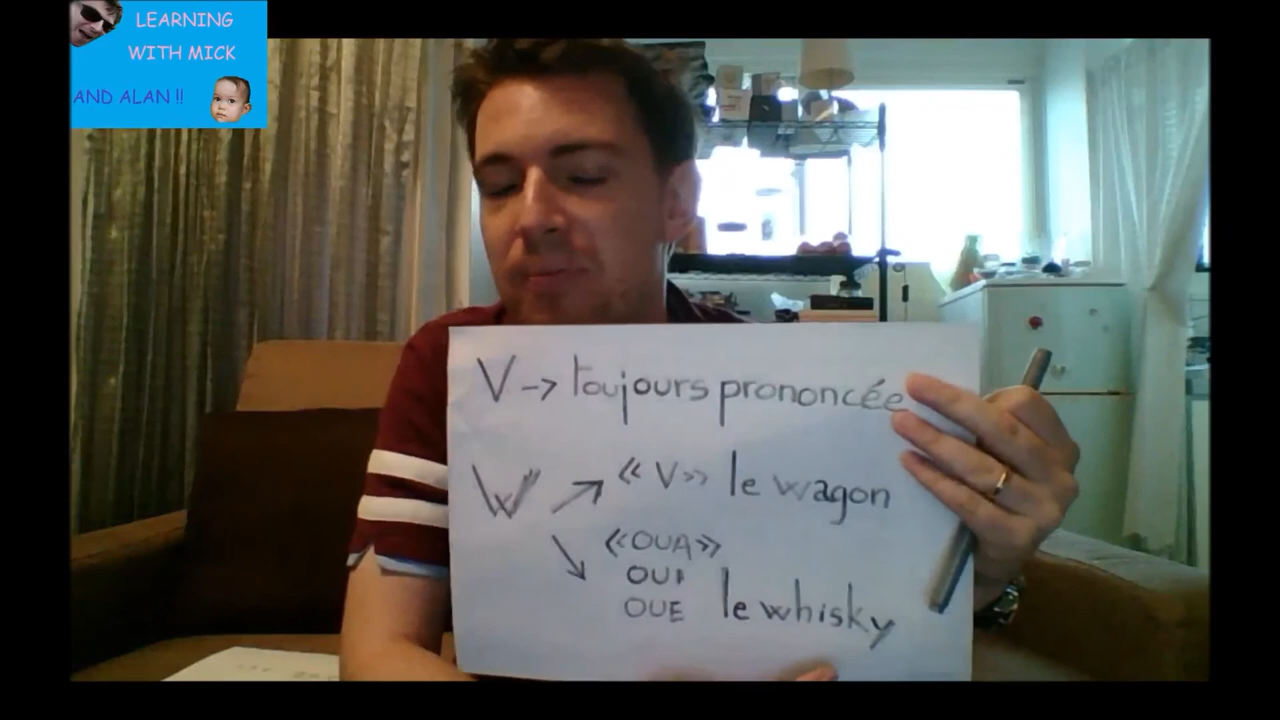 LEARNING
WITH MICK
AND ALAN !!
V -> toujours prononcée
W ↗ « V » le wagon
↘ « OUA »
OUI
OUE le whisky